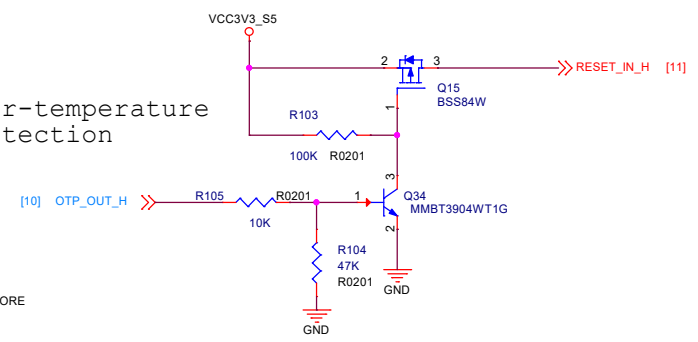 VCC3V3_S5
2
3
RESET_IN_H [11]
Q15
BSS84W
1
r-temperature
tection
R103
100K R0201
3
[10] OTP_OUT_H
R105
R0201
1
Q34
MMBT3904WT1G
10K
2
R104
47K
R0201
GND
ORE
GND